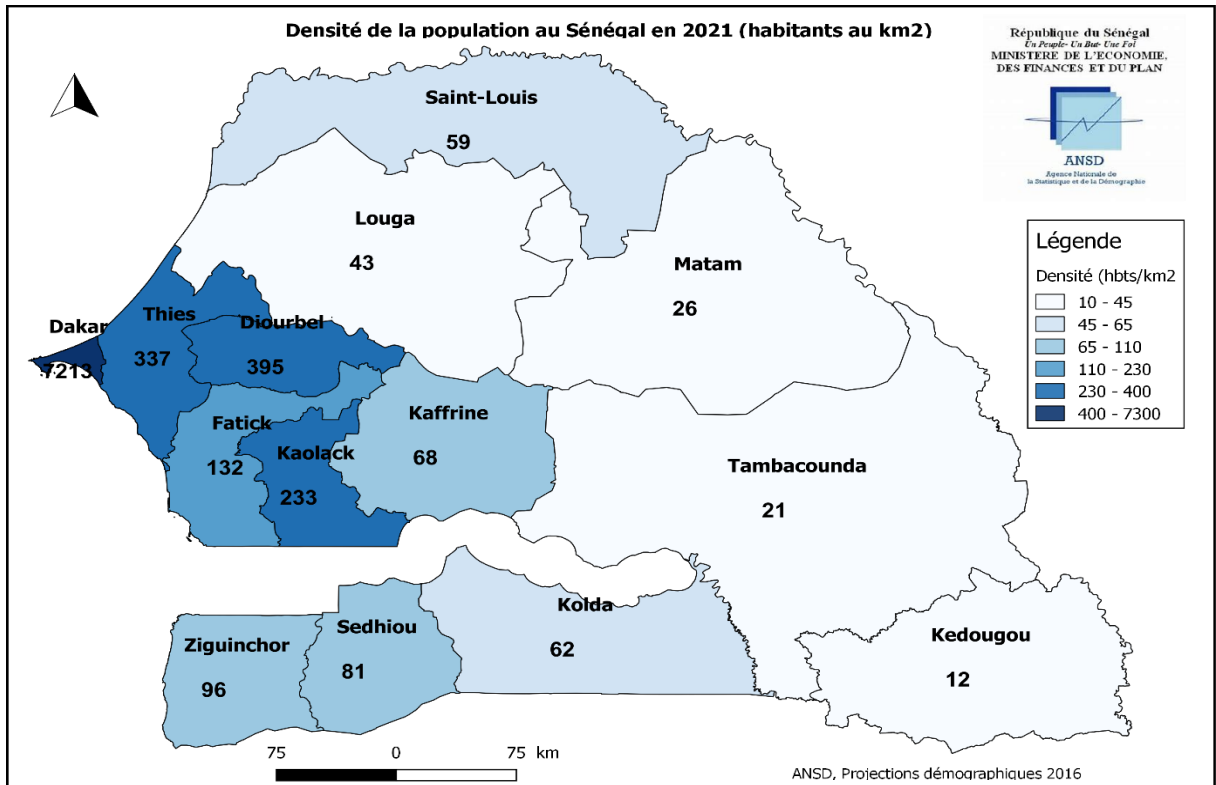 Densité de la population au Sénégal en 2021 (habitants au km2)
République du Sénégal
Un Peuple- Un But- Une Foi
MINISTERE DE L'ECONOMIE,
DES FINANCES ET DU PLAN
ANSD
Agence Nationale de
la Statistique et de la Démographie
Saint-Louis
59
Louga
43
Matam
26
Dakar
7213
Thies
337
Diourbel
395
Fatick
132
Kaolack
233
Kaffrine
68
Tambacounda
21
Ziguinchor
96
Sedhiou
81
Kolda
62
Kedougou
12
Légende
Densité (hbts/km2
10 - 45
45 - 65
65 - 110
110 - 230
230 - 400
400 - 7300
75 0 75 km
ANSD, Projections démographiques 2016